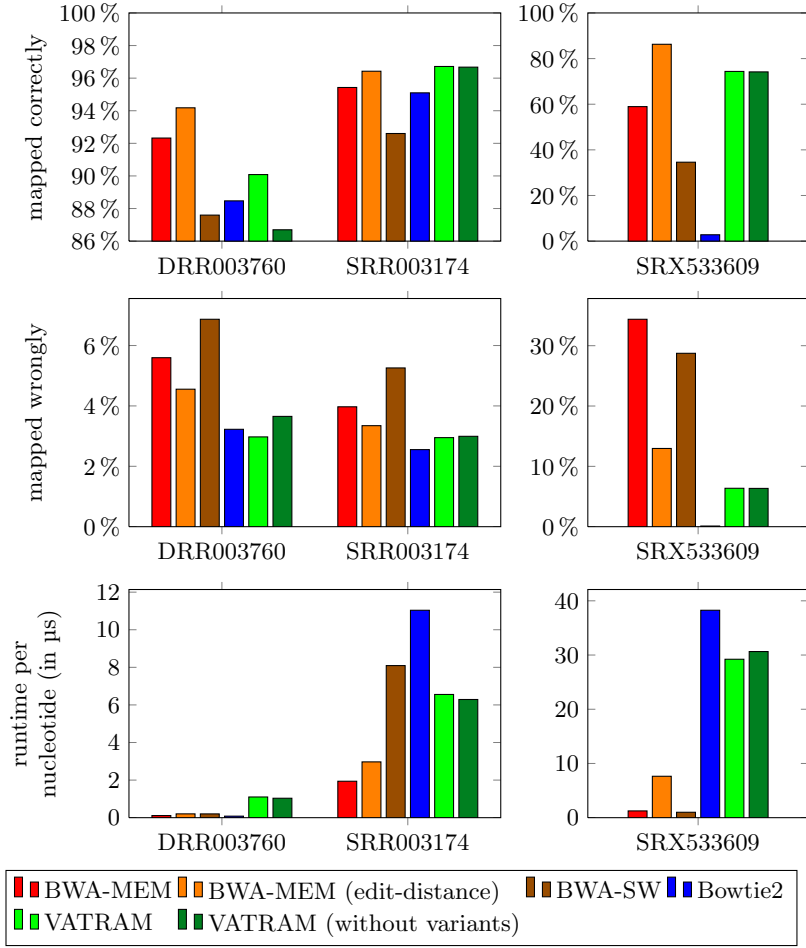 100 %
98 %
96 %
94 %
92 %
90 %
88 %
86 %
mapped correctly
DRR003760
SRR003174
100 %
80 %
60 %
40 %
20 %
0 %
SRX533609
6 %
4 %
2 %
0 %
mapped wrongly
DRR003760
SRR003174
30 %
20 %
10 %
0 %
SRX533609
12
10
8
6
4
2
0
runtime per
nucleotide (in µs)
DRR003760
SRR003174
40
30
20
10
0
SRX533609
BWA-MEM BWA-MEM (edit-distance) BWA-SW Bowtie2
VATRAM VATRAM (without variants)